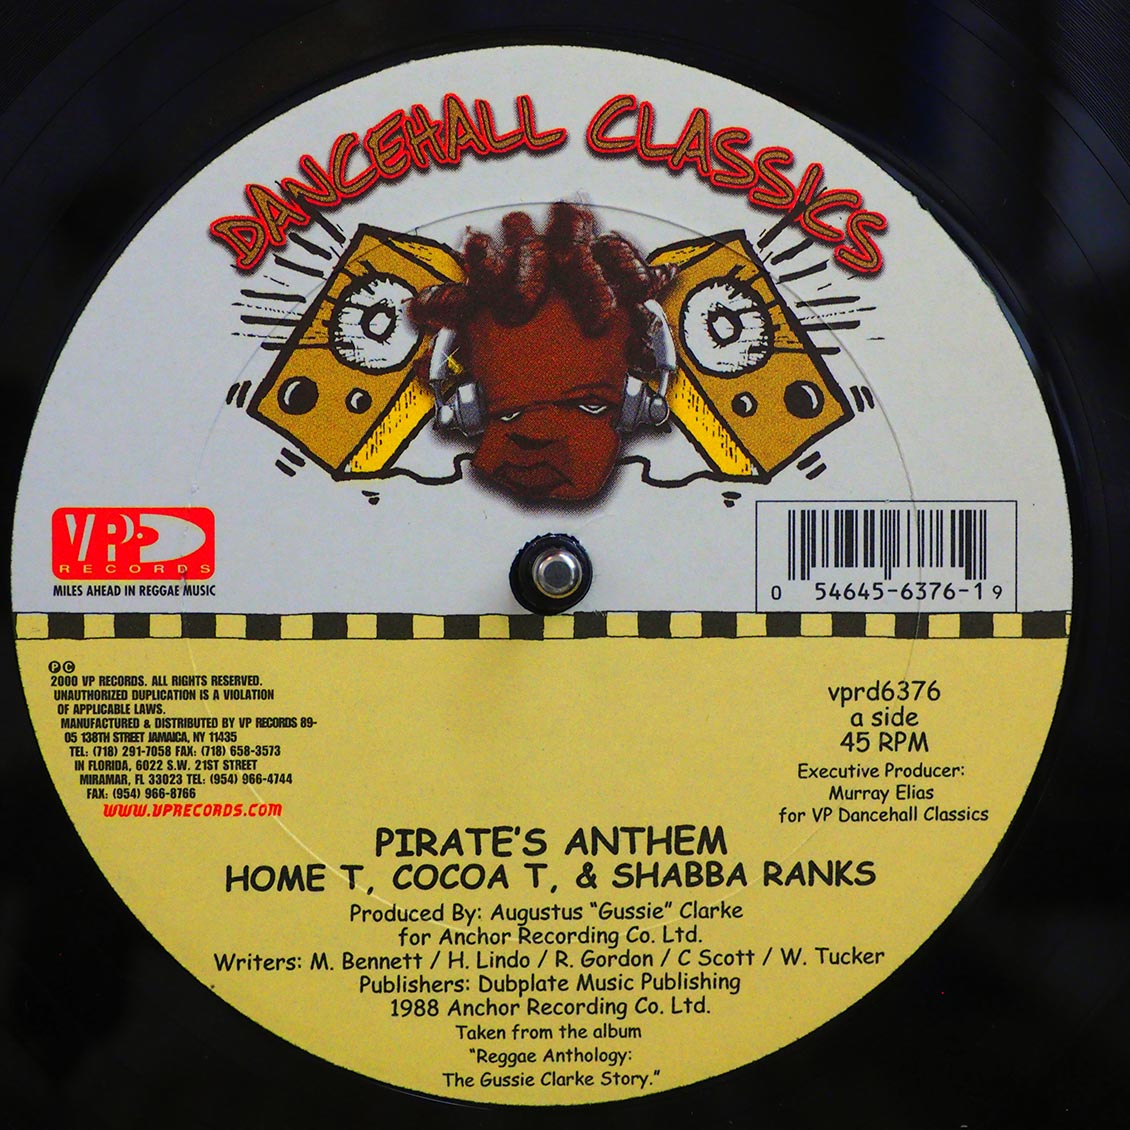 DANCEHALL CLASSICS
VP
RECORDS
MILES AHEAD IN REGGAE MUSIC
0 54645-6376-1 9
Ⓟ Ⓒ
2000 VP RECORDS. ALL RIGHTS RESERVED.
UNAUTHORIZED DUPLICATION IS A VIOLATION
OF APPLICABLE LAWS.
MANUFACTURED & DISTRIBUTED BY VP RECORDS 89-
05 138TH STREET JAMAICA, NY 11435
TEL: (718) 291-7058 FAX: (718) 658-3573
IN FLORIDA, 6022 S.W. 21ST STREET
MIRAMAR, FL 33023 TEL: (954) 966-4744
FAX: (954) 966-8766
WWW.VPRECORDS.COM
vprd6376
a side
45 RPM
Executive Producer:
Murray Elias
for VP Dancehall Classics
PIRATE'S ANTHEM
HOME T, COCOA T, & SHABBA RANKS
Produced By: Augustus "Gussie" Clarke
for Anchor Recording Co. Ltd.
Writers: M. Bennett / H. Lindo / R. Gordon / C Scott / W. Tucker
Publishers: Dubplate Music Publishing
1988 Anchor Recording Co. Ltd.
Taken from the album
"Reggae Anthology:
The Gussie Clarke Story."